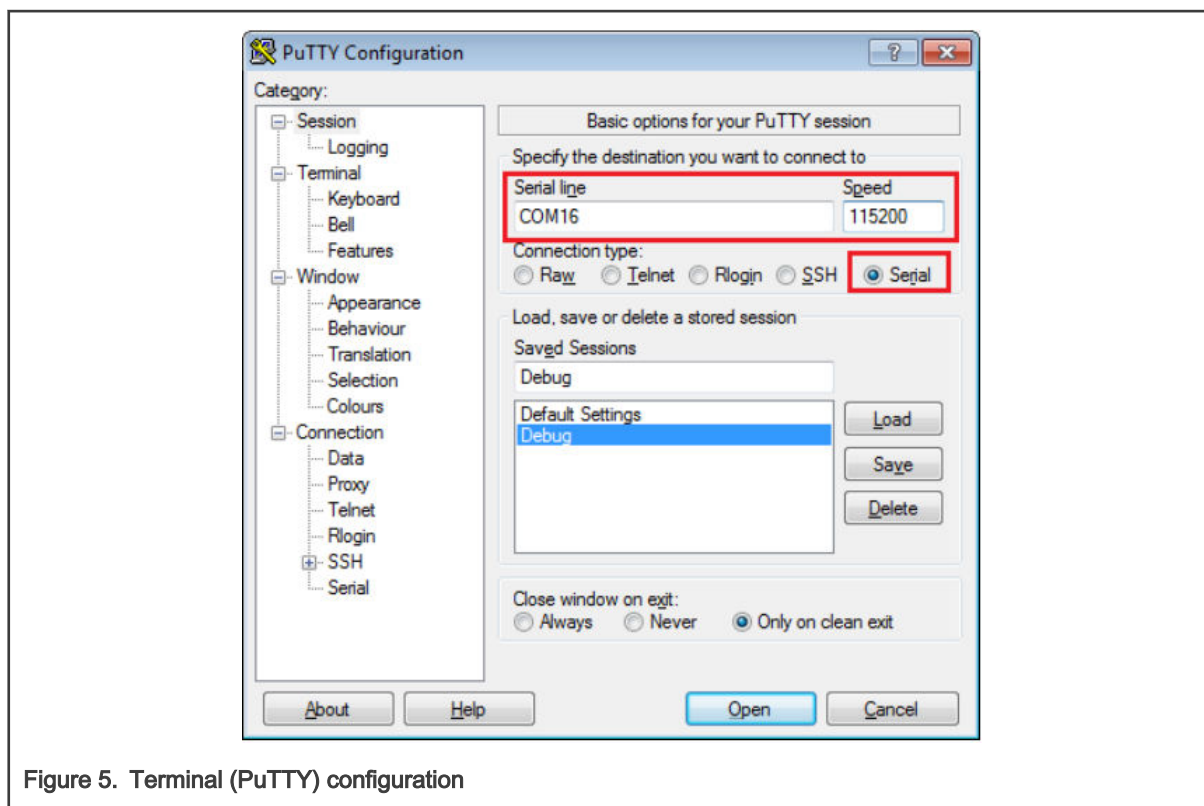 PuTTY Configuration
Category:
Session
Logging
Terminal
Keyboard
Bell
Features
Window
Appearance
Behaviour
Translation
Selection
Colours
Connection
Data
Proxy
Telnet
Rlogin
SSH
Serial
Basic options for your PuTTY session
Specify the destination you want to connect to
Serial line Speed
COM16 115200
Connection type:
Raw Telnet Rlogin SSH Serial
Load, save or delete a stored session
Saved Sessions
Debug
Default Settings
Debug
Load
Save
Delete
Close window on exit:
Always Never Only on clean exit
About Help Open Cancel
Figure 5. Terminal (PuTTY) configuration